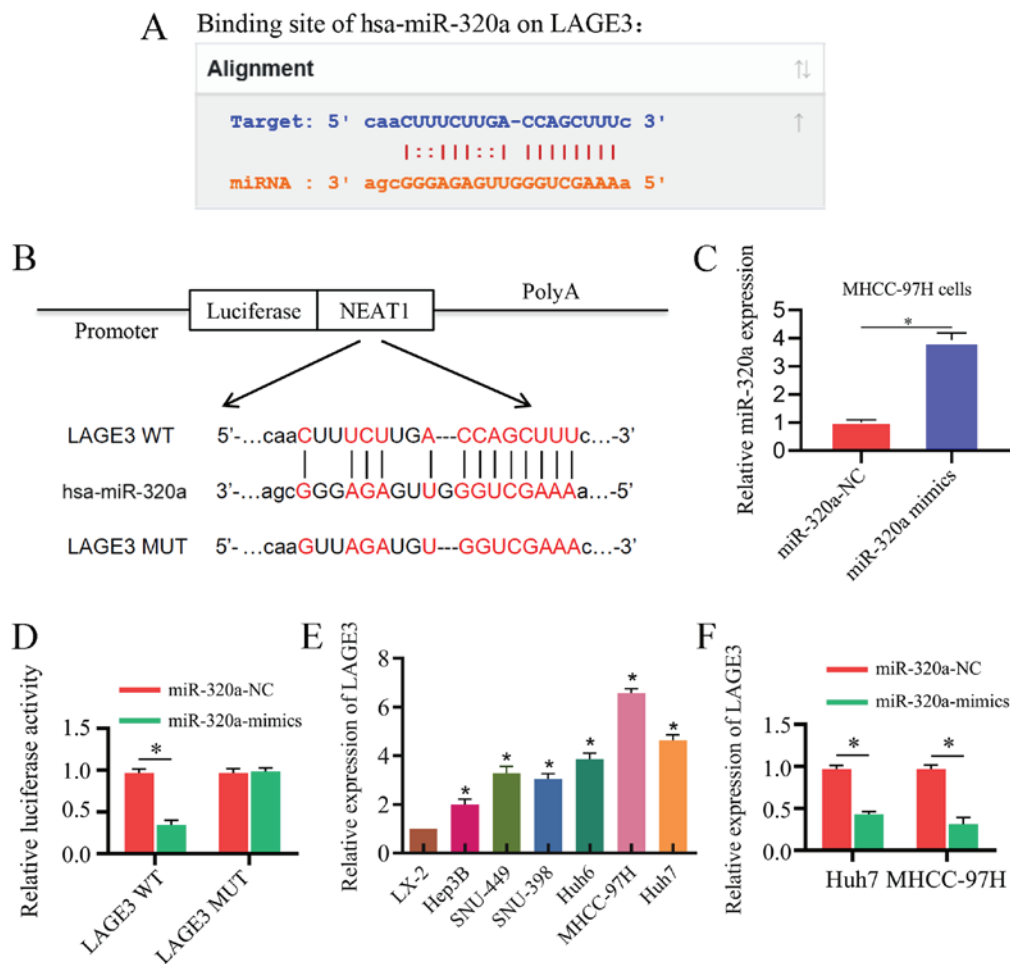 A
Binding site of hsa-miR-320a on LAGE3:
Alignment
Target: 5' caaCUUUCUUGA-CCAGCUUUc 3'
|::|||::| ||||||||
miRNA : 3' agcGGGAGAGUUGGGUCGAAAa 5'
B
Promoter
Luciferase
NEAT1
PolyA
LAGE3 WT 5'-...caaCUUUCUUGA---CCAGCUUUc...-3'
hsa-miR-320a 3'-...agcGGGAGAGUUGGGUCGAAAa...-5'
LAGE3 MUT 5'-...caaGUUAGAUGU---GGUCGAAAc...-3'
C
MHCC-97H cells
Relative miR-320a expression
5
4
3
2
1
0
*
miR-320a-NC
miR-320a mimics
D
miR-320a-NC
miR-320a-mimics
Relative luciferase activity
1.5
1.0
0.5
0.0
*
LAGE3 WT
LAGE3 MUT
E
Relative expression of LAGE3
8
6
4
2
0
* * * * * *
LX-2
Hep3B
SNU-449
SNU-398
Huh6
MHCC-97H
Huh7
F
miR-320a-NC
miR-320a-mimics
Relative expression of LAGE3
1.5
1.0
0.5
0.0
* *
Huh7 MHCC-97H